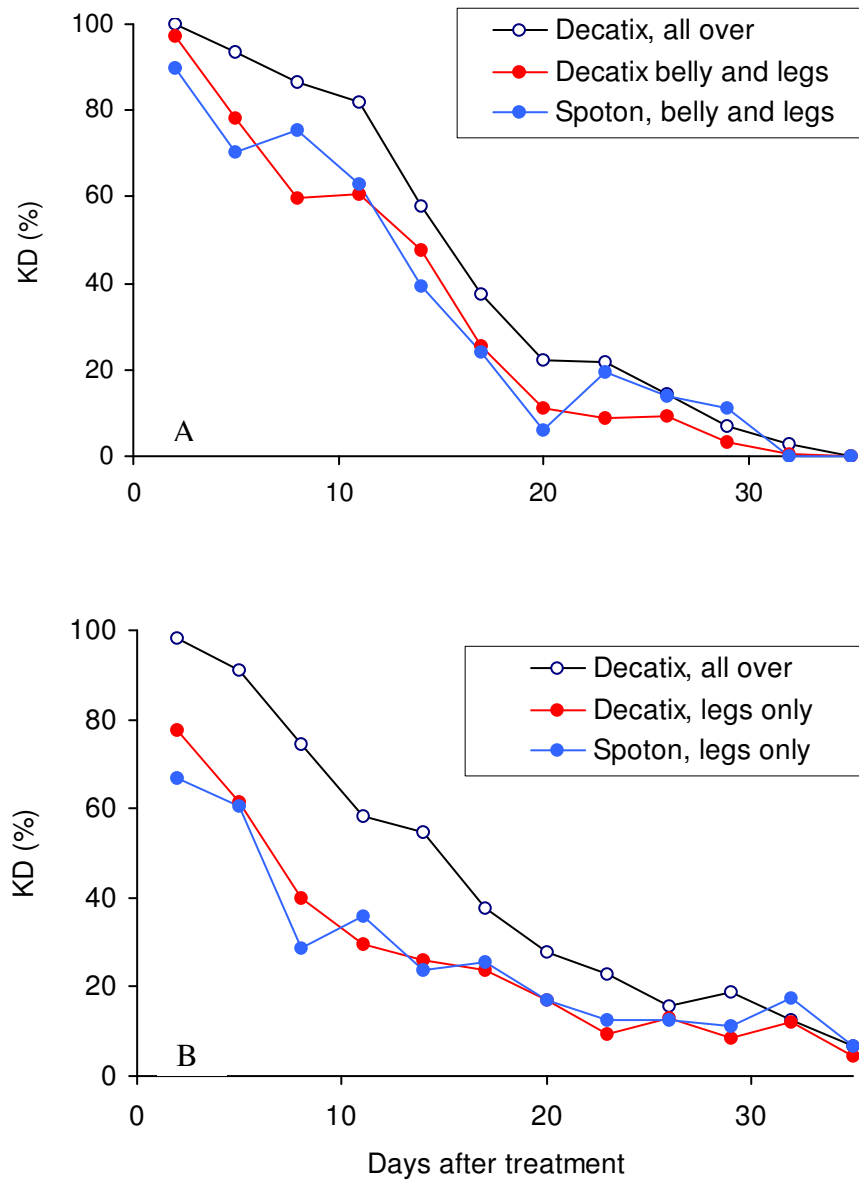 100
80
60
40
20
0
KD (%)
Decatix, all over
Decatix belly and legs
Spoton, belly and legs
A
0 10 20 30
100
80
60
40
20
0
KD (%)
Decatix, all over
Decatix, legs only
Spoton, legs only
B
0 10 20 30
Days after treatment